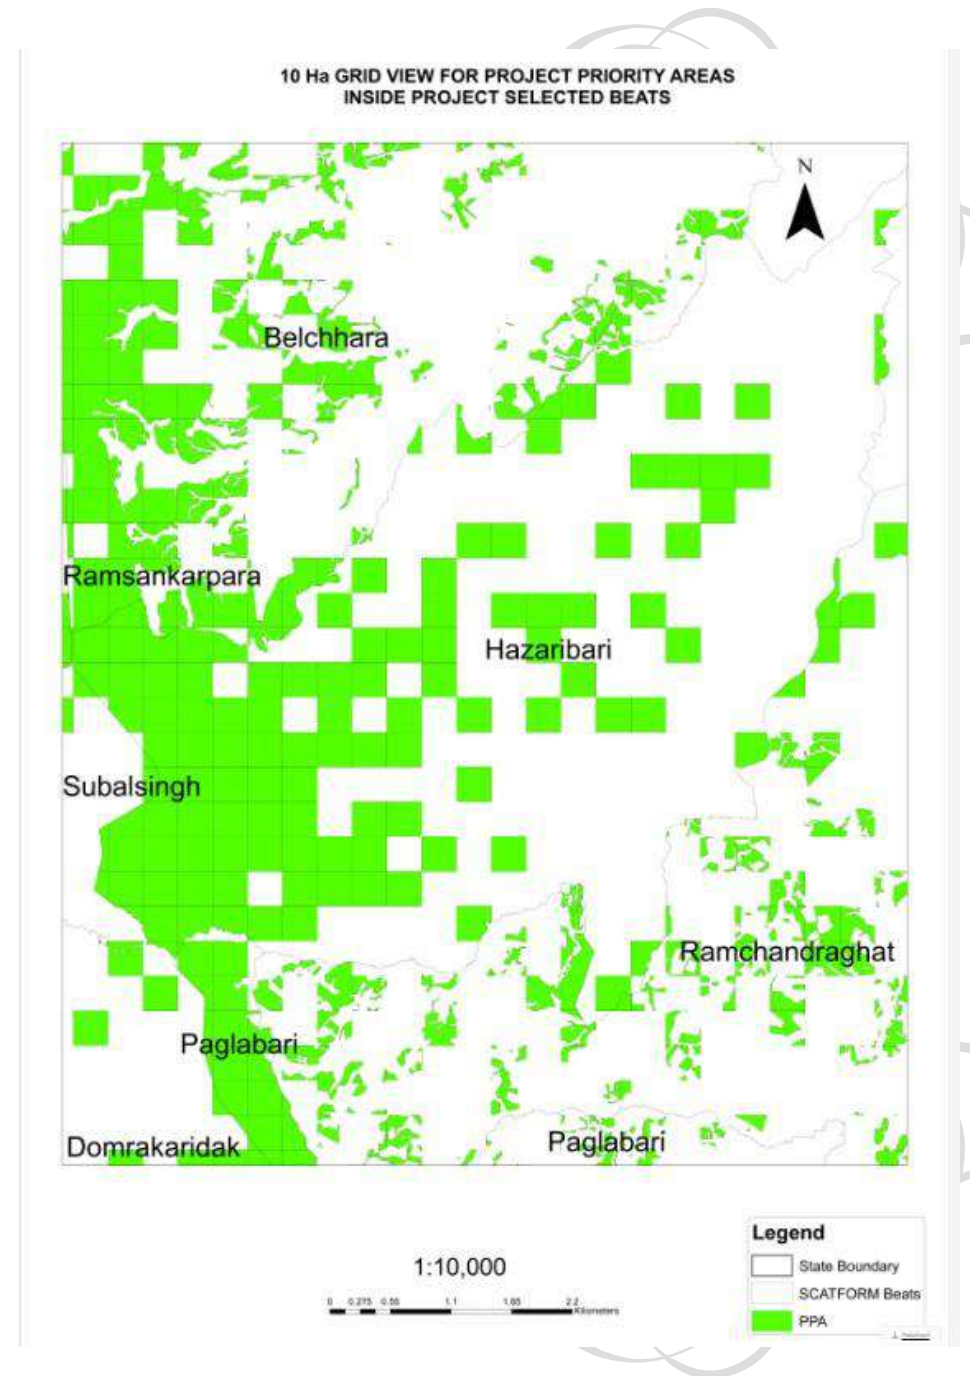 10 Ha GRID VIEW FOR PROJECT PRIORITY AREAS
INSIDE PROJECT SELECTED BEATS
N
Belchhara
Ramsankarpara
Hazaribari
Subalsingh
Ramchandraghat
Paglabari
Domrakaridak
Paglabari
1:10,000
0 0.275 0.55 1.1 1.65 2.2
Kilometers
Legend
State Boundary
SCATFORM Beats
PPA